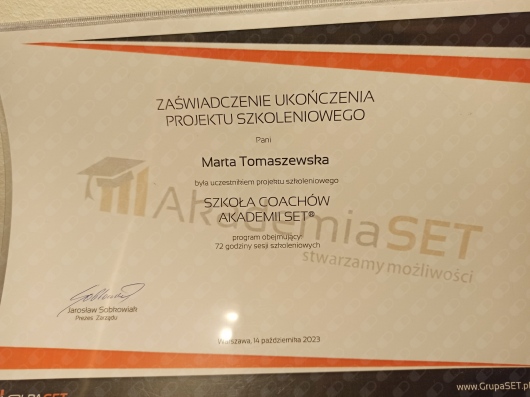 ZAŚWIADCZENIE UKOŃCZENIA
PROJEKTU SZKOLENIOWEGO
Pani
Marta Tomaszewska
była uczestnikiem projektu szkoleniowego
SZKOŁA COACHÓW
AKADEMII SET®
AkademiaSET
program obejmujący:
72 godziny sesji szkoleniowych
stwarzamy możliwości
Jarosław Sobkowiak
Prezes Zarządu
Warszawa, 14 października 2023
www.GrupaSET.pl